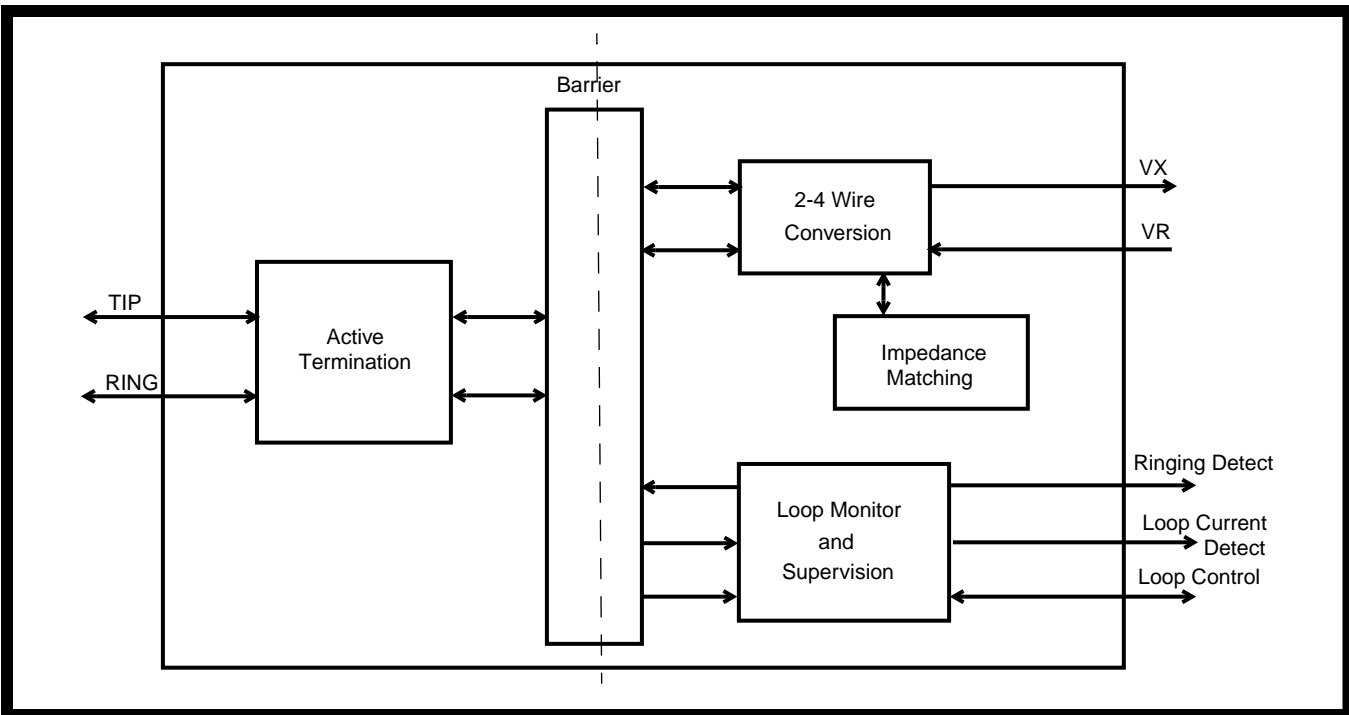 Barrier
VX
2-4 Wire
Conversion
VR
TIP
Active
Termination
RING
Impedance
Matching
Ringing Detect
Loop Monitor
and
Supervision
Loop Current
Detect
Loop Control